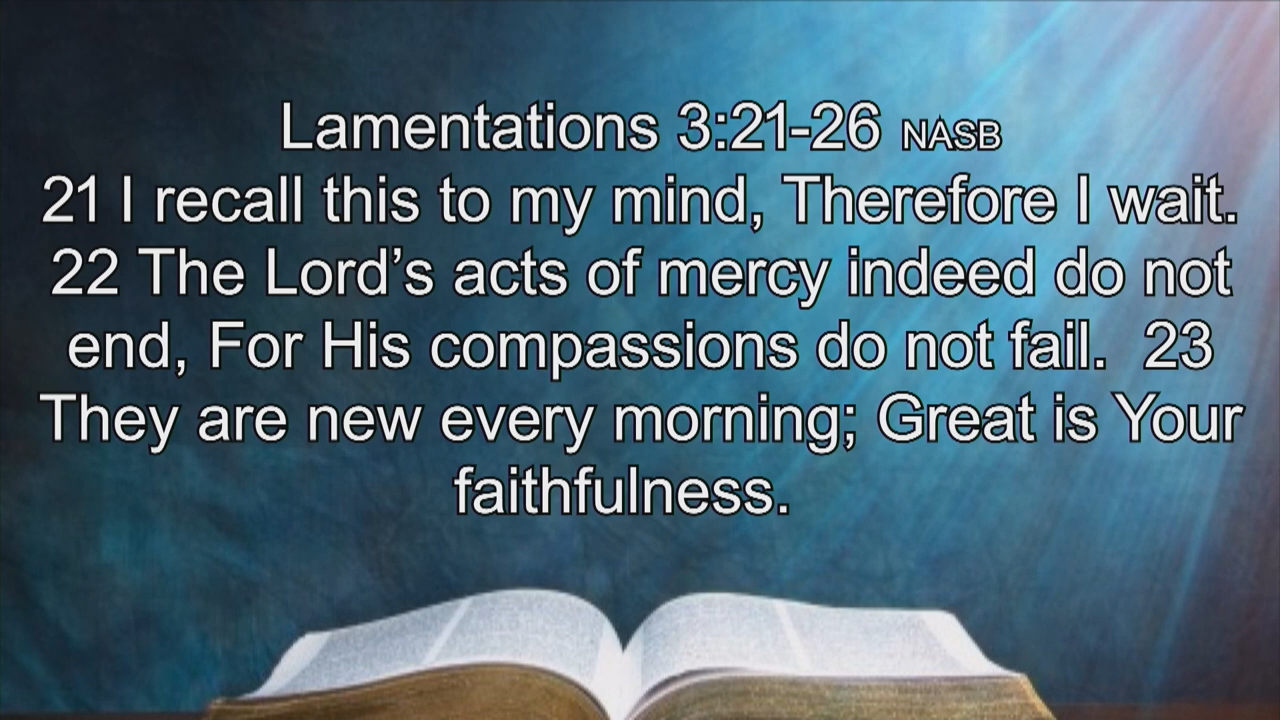 Lamentations 3:21-26 NASB
21 I recall this to my mind, Therefore I wait.
22 The Lord’s acts of mercy indeed do not
end, For His compassions do not fail.  23
They are new every morning; Great is Your
faithfulness.